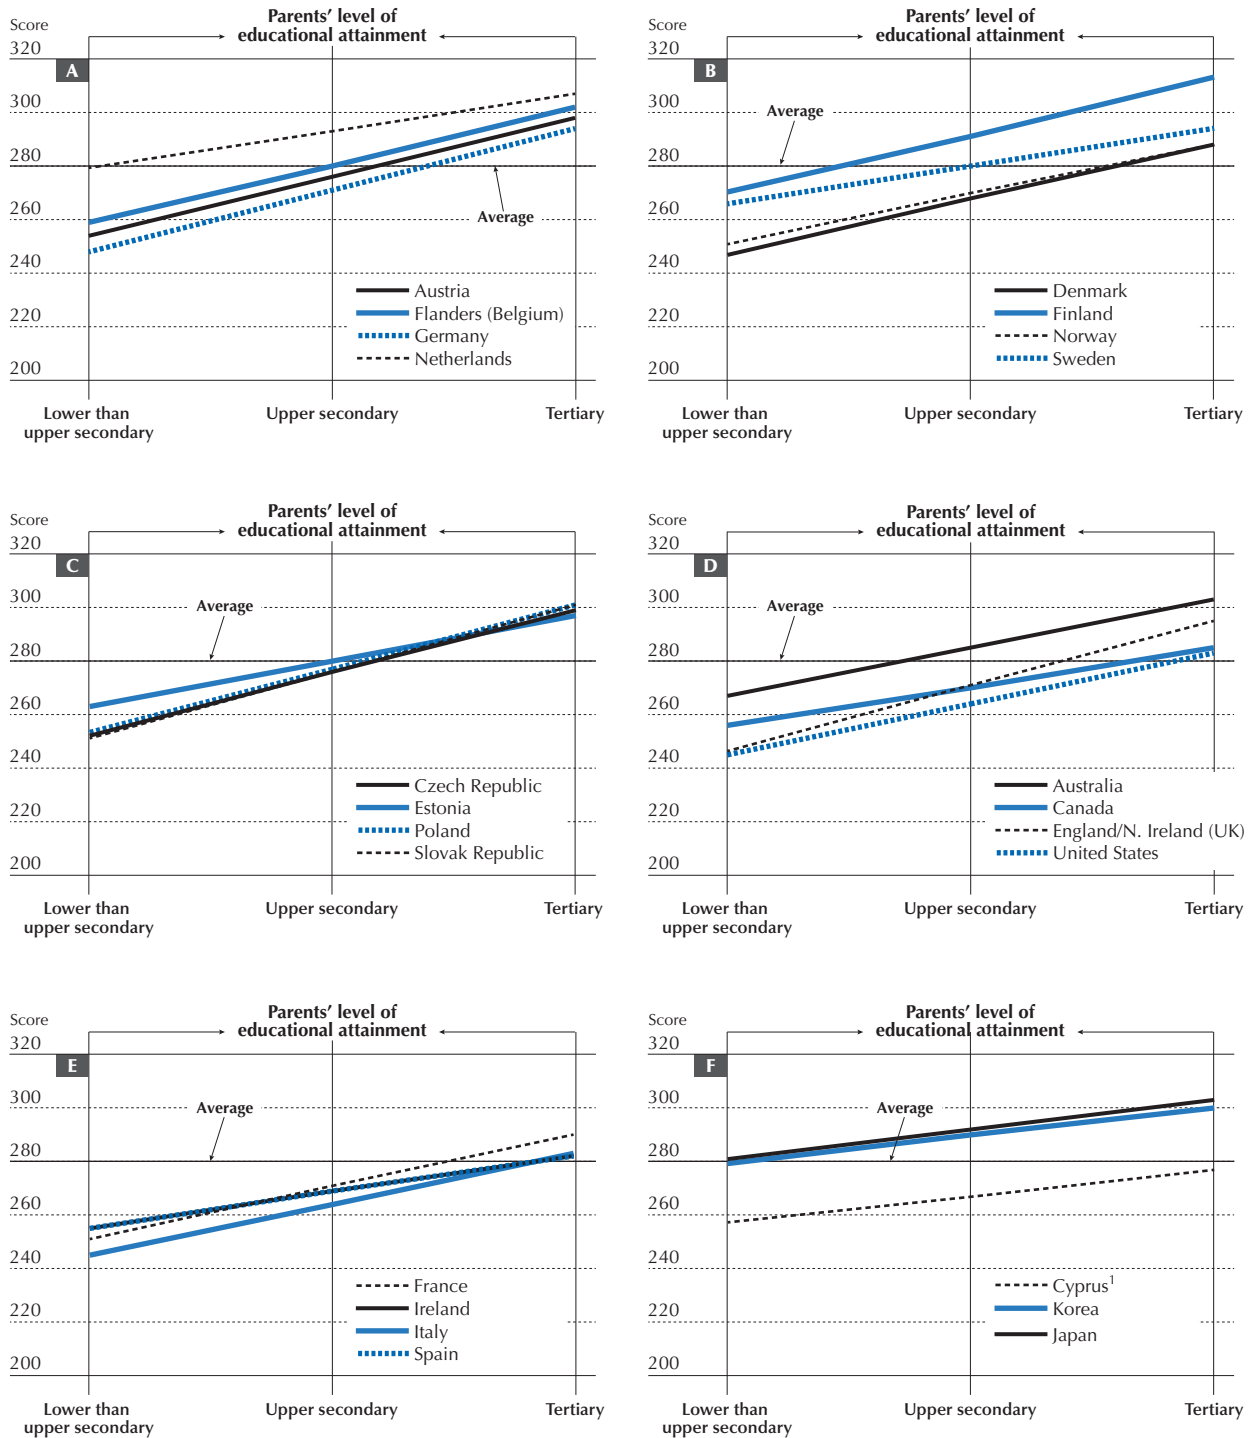 Score
Parents' level of
educational attainment
320
A
300
280
260
Average
240
Austria
Flanders (Belgium)
220
Germany
Netherlands
200
Lower than
upper secondary
Upper secondary
Tertiary
Score
Parents' level of
educational attainment
320
B
300
Average
280
260
240
Denmark
Finland
220
Norway
Sweden
200
Lower than
upper secondary
Upper secondary
Tertiary
Score
Parents' level of
educational attainment
320
C
300
Average
280
260
240
Czech Republic
Estonia
220
Poland
Slovak Republic
200
Lower than
upper secondary
Upper secondary
Tertiary
Score
Parents' level of
educational attainment
320
D
300
Average
280
260
240
Australia
Canada
220
England/N. Ireland (UK)
United States
200
Lower than
upper secondary
Upper secondary
Tertiary
Score
Parents' level of
educational attainment
320
E
300
Average
280
260
240
France
Ireland
220
Italy
Spain
200
Lower than
upper secondary
Upper secondary
Tertiary
Score
Parents' level of
educational attainment
320
F
300
Average
280
260
240
Cyprus¹
Korea
220
Japan
200
Lower than
upper secondary
Upper secondary
Tertiary